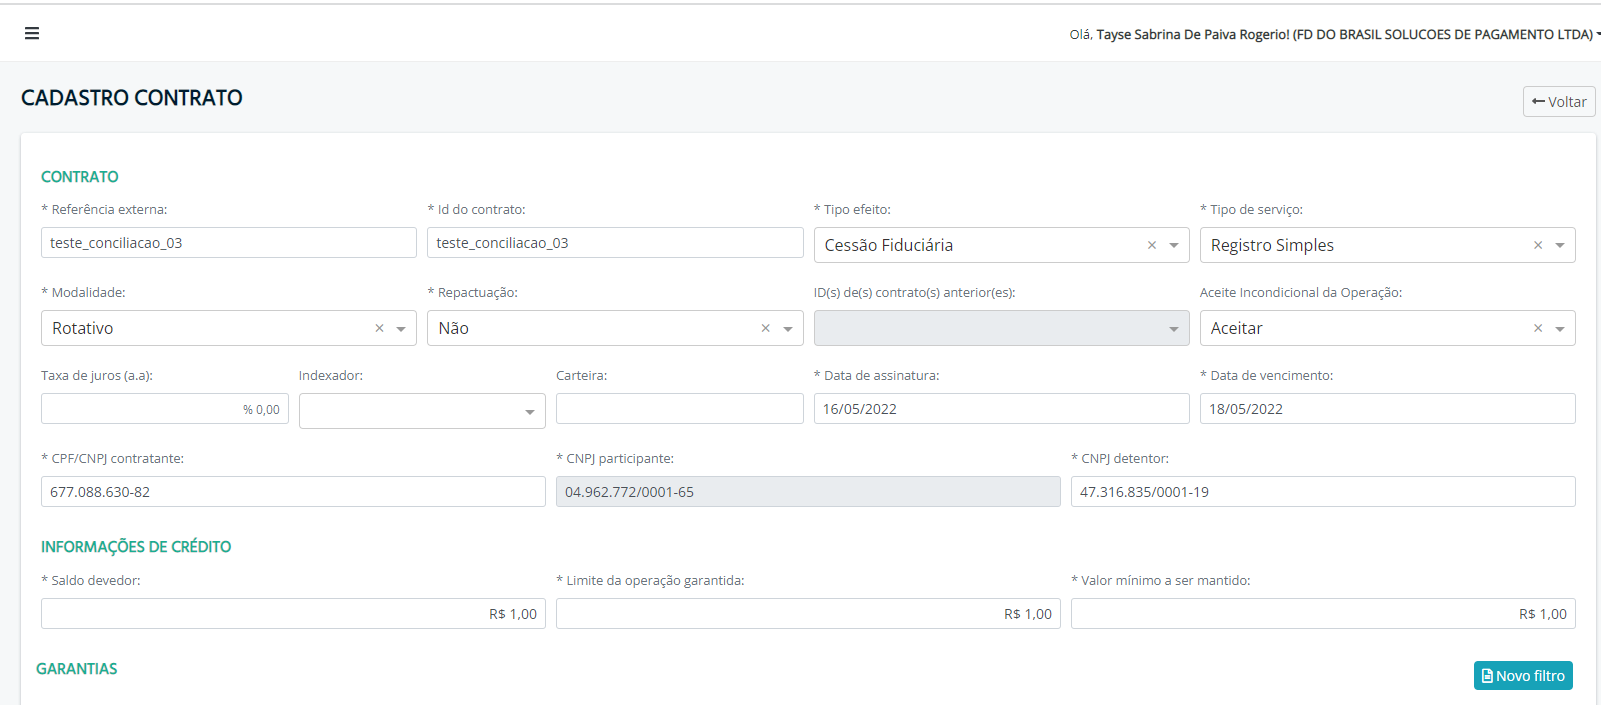 Olá, Tayse Sabrina De Paiva Rogerio! (FD DO BRASIL SOLUCOES DE PAGAMENTO LTDA)
CADASTRO CONTRATO
Voltar
CONTRATO
* Referência externa: * Id do contrato: * Tipo efeito: * Tipo de serviço:
teste_conciliacao_03 teste_conciliacao_03 Cessão Fiduciária × Registro Simples ×
* Modalidade: * Repactuação: ID(s) de(s) contrato(s) anterior(es): Aceite Incondicional da Operação:
Rotativo × Não × Aceitar ×
Taxa de juros (a.a): Indexador: Carteira: * Data de assinatura: * Data de vencimento:
% 0,00 16/05/2022 18/05/2022
* CPF/CNPJ contratante: * CNPJ participante: * CNPJ detentor:
677.088.630-82 04.962.772/0001-65 47.316.835/0001-19
INFORMAÇÕES DE CRÉDITO
* Saldo devedor: * Limite da operação garantida: * Valor mínimo a ser mantido:
R$ 1,00 R$ 1,00 R$ 1,00
GARANTIAS
Novo filtro